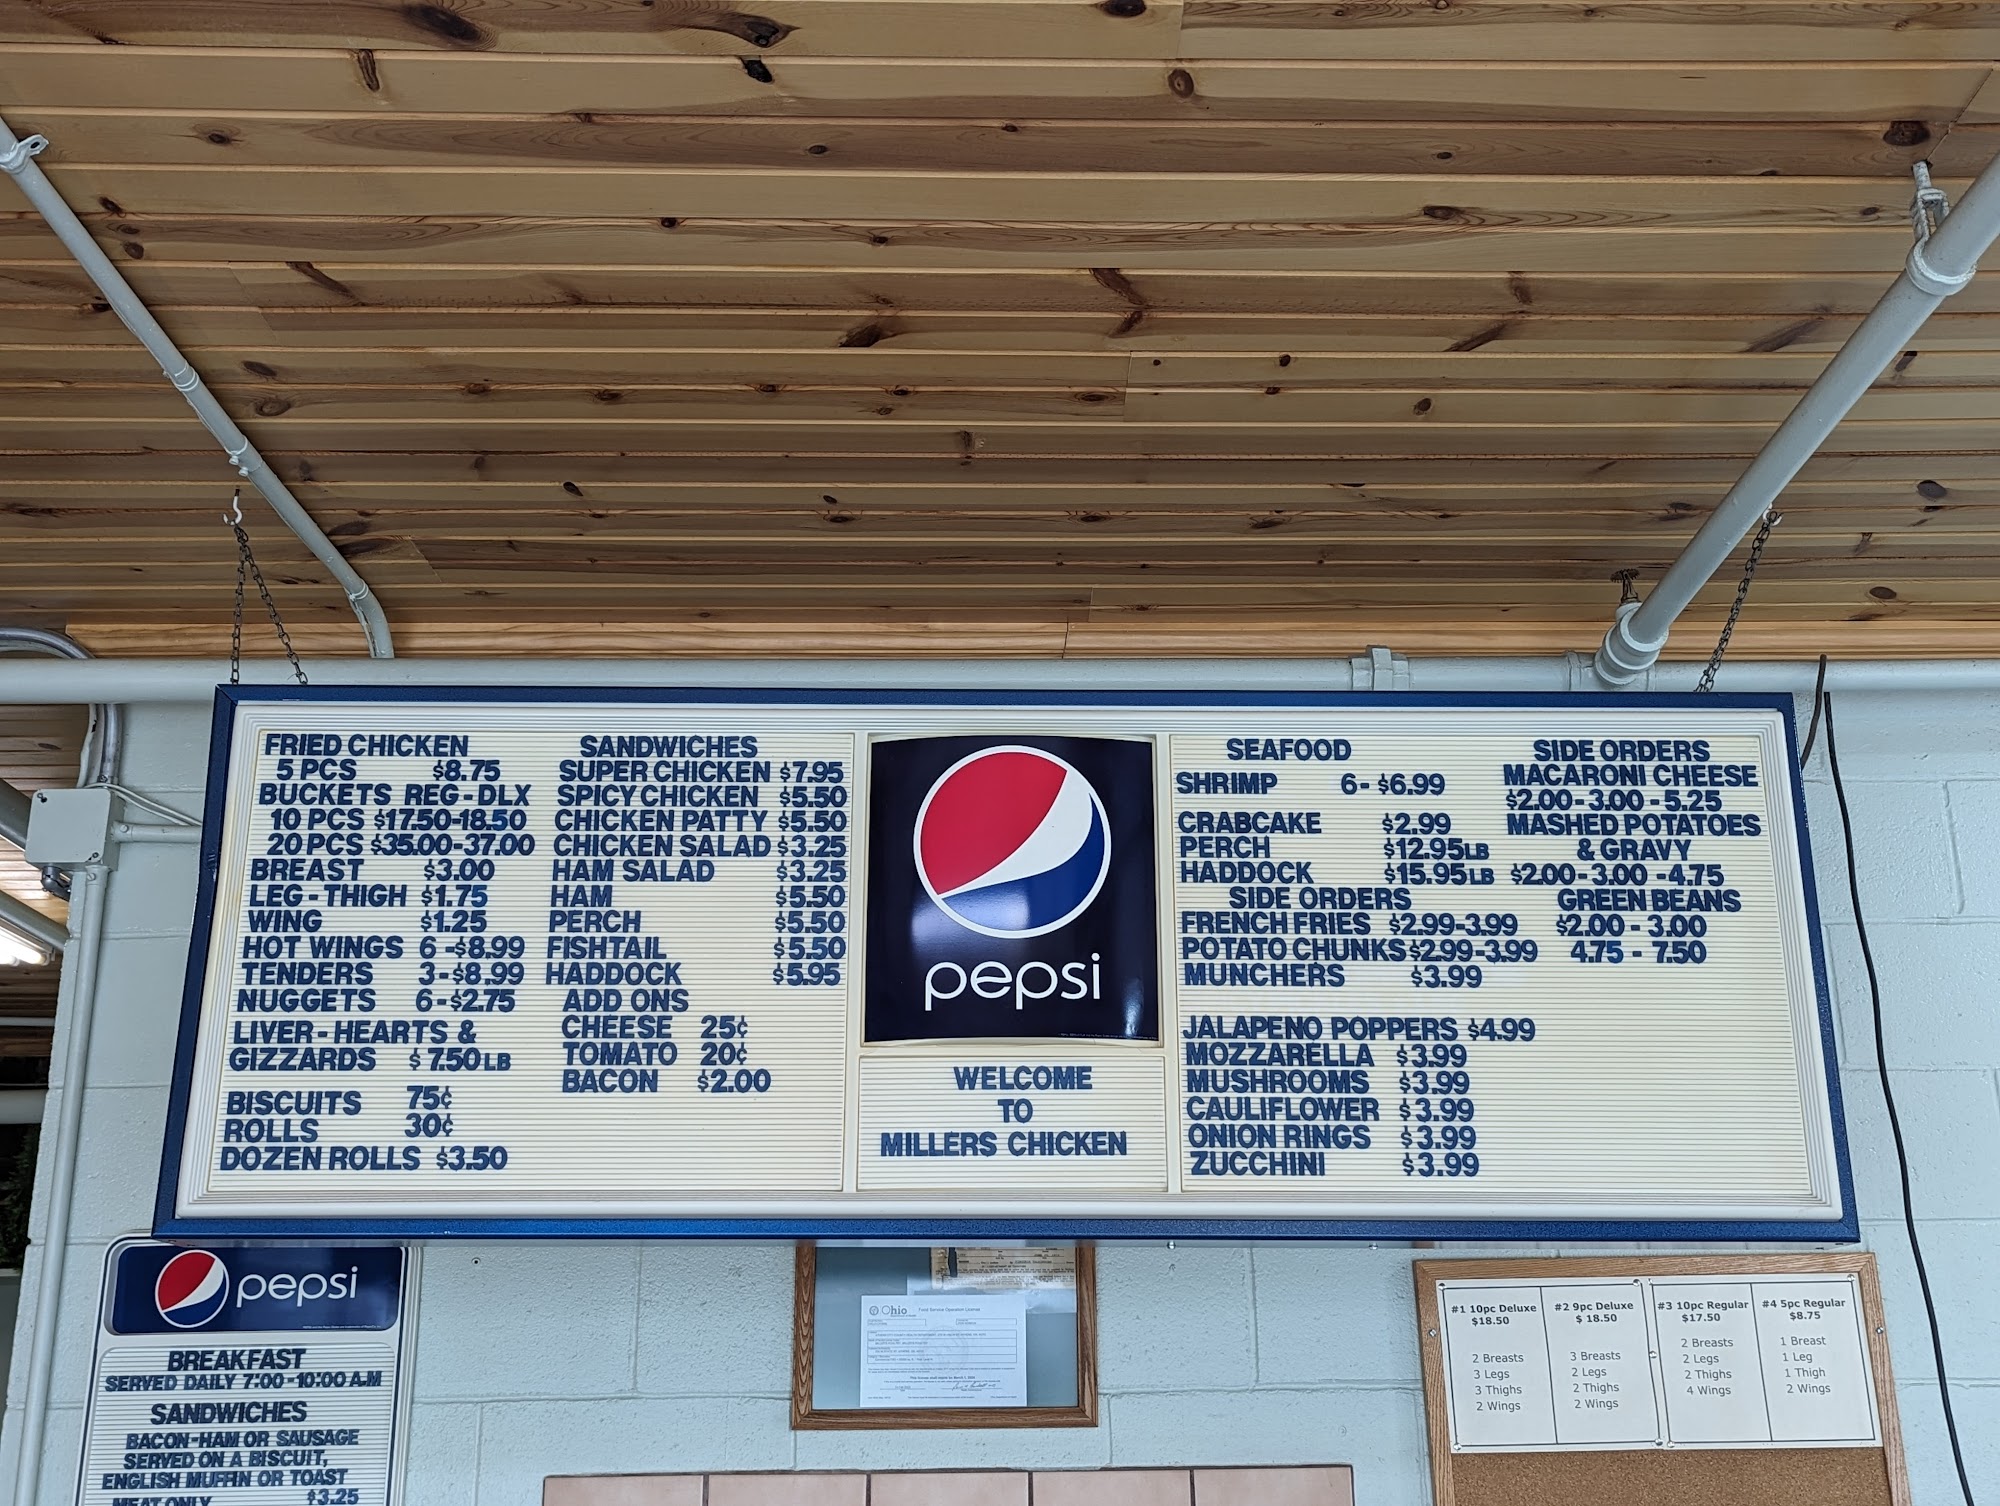 FRIED CHICKEN
5 PCS $8.75
BUCKETS REG-DLX
10 PCS $17.50-18.50
20 PCS $35.00-37.00
BREAST $3.00
LEG-THIGH $1.75
WING $1.25
HOT WINGS 6-$8.99
TENDERS 3-$8.99
NUGGETS 6-$2.75
LIVER-HEARTS &
GIZZARDS $7.50LB
BISCUITS 75¢
ROLLS 30¢
DOZEN ROLLS $3.50
SANDWICHES
SUPER CHICKEN $7.95
SPICY CHICKEN $5.50
CHICKEN PATTY $5.50
CHICKEN SALAD $3.25
HAM SALAD $3.25
HAM $5.50
PERCH $5.50
FISHTAIL $5.50
HADDOCK $5.95
ADD ONS
CHEESE 25¢
TOMATO 20¢
BACON $2.00
pepsi
WELCOME
TO
MILLERS CHICKEN
SEAFOOD
SHRIMP 6-$6.99
CRABCAKE $2.99
PERCH $12.95LB
HADDOCK $15.95LB
SIDE ORDERS
FRENCH FRIES $2.99-3.99
POTATO CHUNKS $2.99-3.99
MUNCHERS $3.99
JALAPENO POPPERS $4.99
MOZZARELLA $3.99
MUSHROOMS $3.99
CAULIFLOWER $3.99
ONION RINGS $3.99
ZUCCHINI $3.99
SIDE ORDERS
MACARONI CHEESE
$2.00-3.00-5.25
MASHED POTATOES
& GRAVY
$2.00-3.00-4.75
GREEN BEANS
$2.00-3.00
4.75-7.50
pepsi
BREAKFAST
SERVED DAILY 7:00-10:00 A.M
SANDWICHES
BACON-HAM OR SAUSAGE
SERVED ON A BISCUIT,
ENGLISH MUFFIN OR TOAST
MEAT ONLY $3.25
Ohio Food Service Operation License
#1 10pc Deluxe
$18.50
2 Breasts
3 Legs
3 Thighs
2 Wings
#2 9pc Deluxe
$ 18.50
3 Breasts
2 Legs
2 Thighs
2 Wings
#3 10pc Regular
$17.50
2 Breasts
2 Legs
2 Thighs
4 Wings
#4 5pc Regular
$8.75
1 Breast
1 Leg
1 Thigh
2 Wings